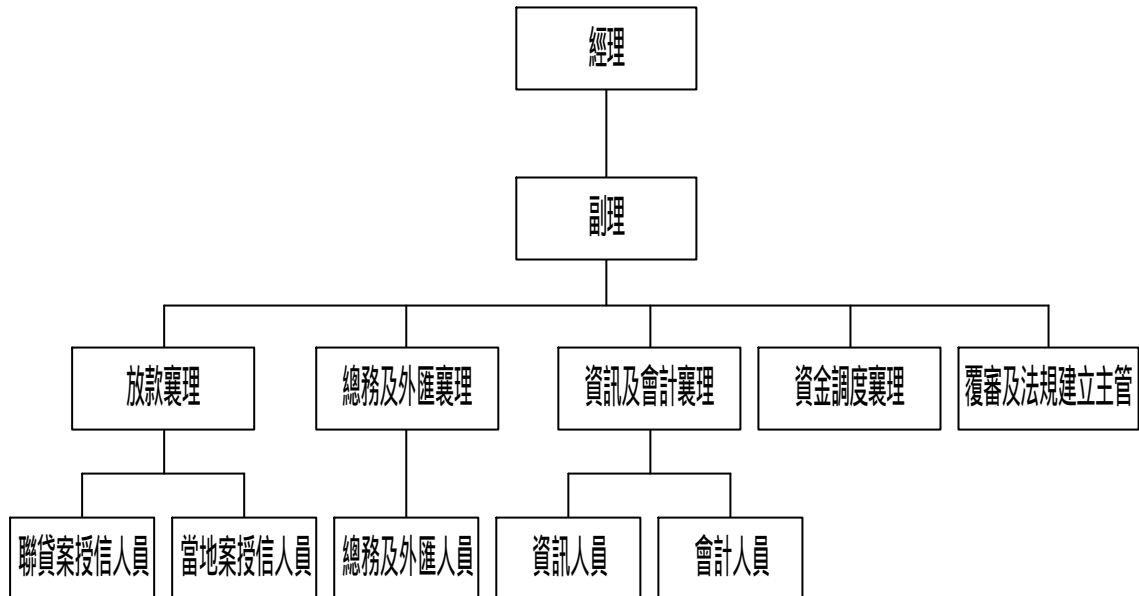 經理
副理
放款襄理
總務及外匯襄理
資訊及會計襄理
資金調度襄理
覆審及法規建立主管
聯貸案授信人員
當地案授信人員
總務及外匯人員
資訊人員
會計人員